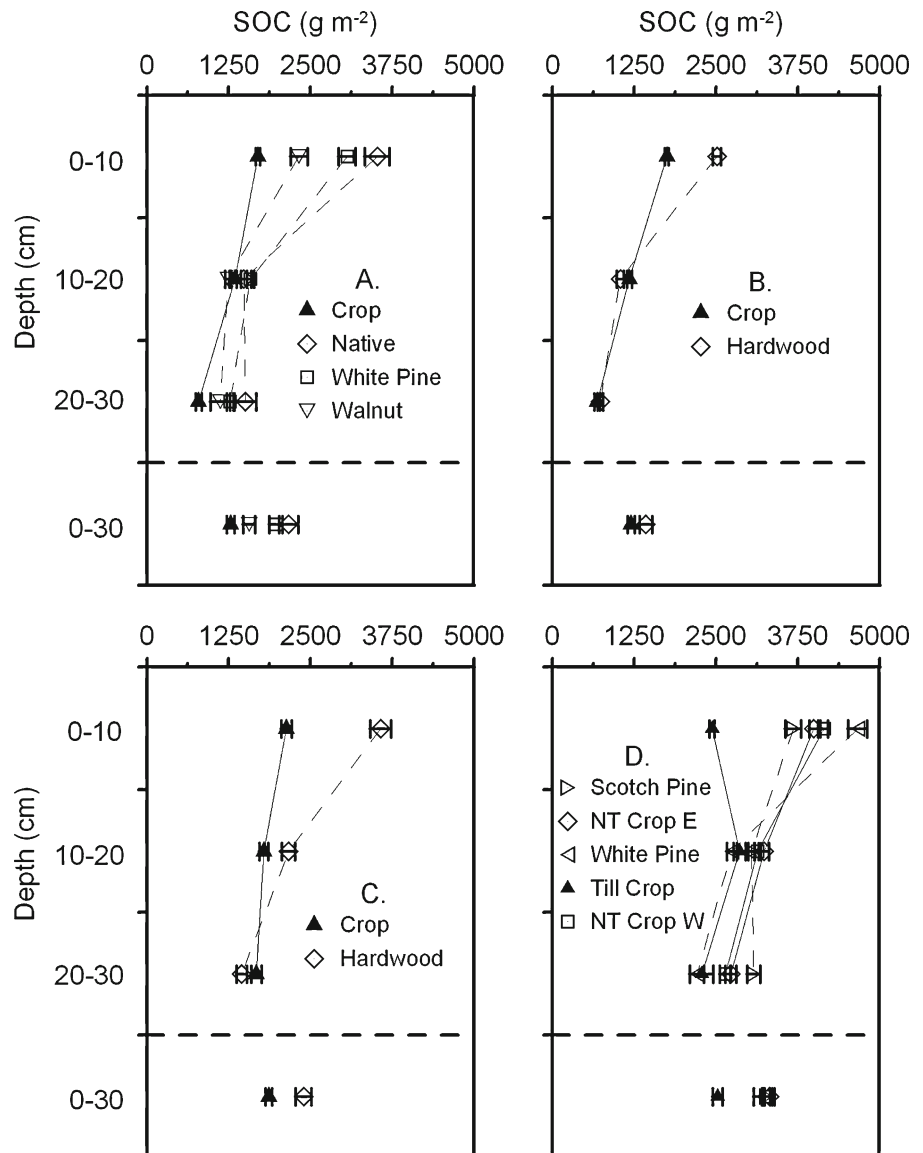 SOC (g m-2)
SOC (g m-2)
0 1250 2500 3750 5000
0 1250 2500 3750 5000
Depth (cm)
0-10
10-20
20-30
0-30
A.
Crop
Native
White Pine
Walnut
B.
Crop
Hardwood
0 1250 2500 3750 5000
0 1250 2500 3750 5000
Depth (cm)
0-10
10-20
20-30
0-30
C.
Crop
Hardwood
D.
Scotch Pine
NT Crop E
White Pine
Till Crop
NT Crop W